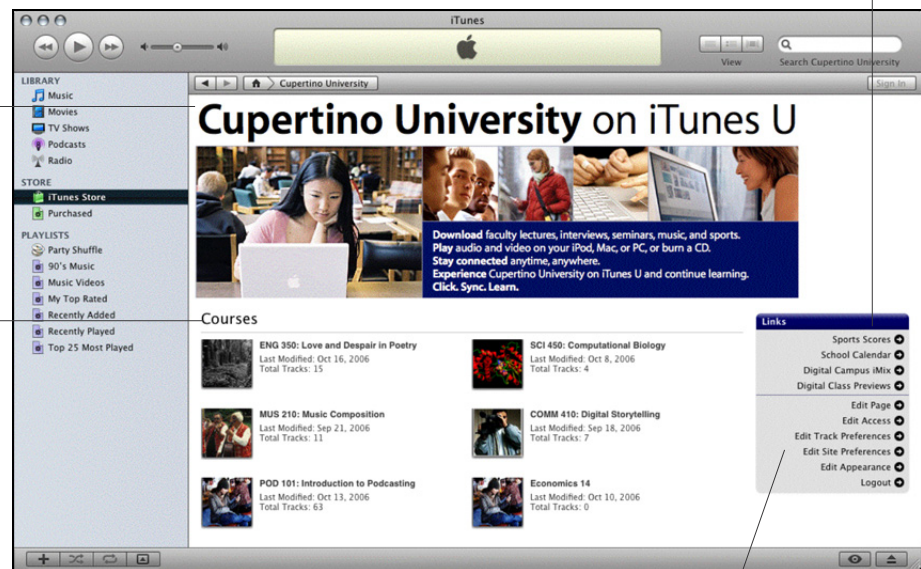 iTunes
View
Search Cupertino University
LIBRARY
Music
Movies
TV Shows
Podcasts
Radio
STORE
iTunes Store
Purchased
PLAYLISTS
Party Shuffle
90's Music
Music Videos
My Top Rated
Recently Added
Recently Played
Top 25 Most Played
Cupertino University
Sign In
Cupertino University on iTunes U
Download faculty lectures, interviews, seminars, music, and sports.
Play audio and video on your iPod, Mac, or PC, or burn a CD.
Stay connected anytime, anywhere.
Experience Cupertino University on iTunes U and continue learning.
Click. Sync. Learn.
Courses
ENG 350: Love and Despair in Poetry
Last Modified: Oct 16, 2006
Total Tracks: 15
SCI 450: Computational Biology
Last Modified: Oct 8, 2006
Total Tracks: 4
MUS 210: Music Composition
Last Modified: Sep 21, 2006
Total Tracks: 11
COMM 410: Digital Storytelling
Last Modified: Sep 18, 2006
Total Tracks: 7
POD 101: Introduction to Podcasting
Last Modified: Oct 13, 2006
Total Tracks: 63
Economics 14
Last Modified: Oct 10, 2006
Total Tracks: 0
Links
Sports Scores
School Calendar
Digital Campus iMix
Digital Class Previews
Edit Page
Edit Access
Edit Track Preferences
Edit Site Preferences
Edit Appearance
Logout